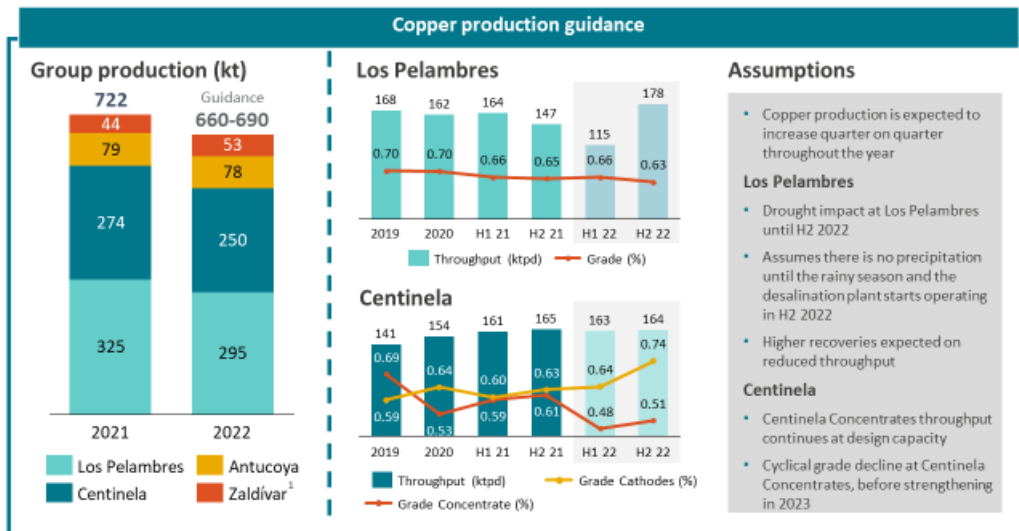 Copper production guidance
Group production (kt)
722
Guidance
660-690
44
79
274
325
53
78
250
295
2021
2022
Los Pelambres
Antucoya
Centinela
Zaldívar1
Los Pelambres
168
162
164
147
115
178
0.70
0.70
0.66
0.65
0.66
0.63
2019
2020
H1 21
H2 21
H1 22
H2 22
Throughput (ktpd)
Grade (%)
Centinela
141
154
161
165
163
164
0.69
0.64
0.60
0.63
0.64
0.74
0.59
0.53
0.59
0.61
0.48
0.51
2019
2020
H1 21
H2 21
H1 22
H2 22
Throughput (ktpd)
Grade Cathodes (%)
Grade Concentrate (%)
Assumptions
• Copper production is expected to
increase quarter on quarter
throughout the year
Los Pelambres
• Drought impact at Los Pelambres
until H2 2022
• Assumes there is no precipitation
until the rainy season and the
desalination plant starts operating
in H2 2022
• Higher recoveries expected on
reduced throughput
Centinela
• Centinela Concentrates throughput
continues at design capacity
• Cyclical grade decline at Centinela
Concentrates, before strengthening
in 2023